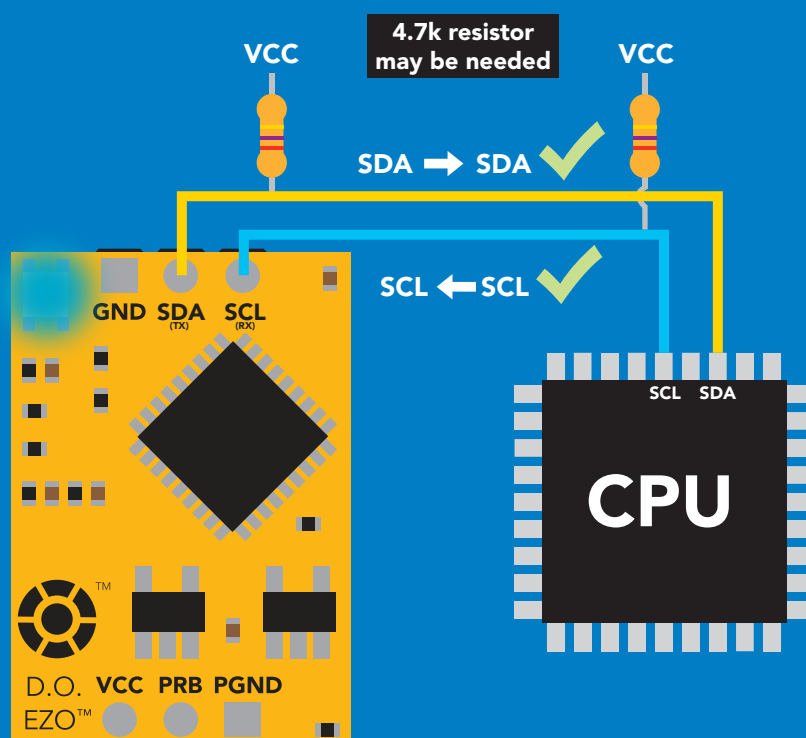 4.7k resistor
may be needed
VCC
VCC
SDA → SDA
SCL ← SCL
GND SDA SCL
(TX) (RX)
SCL SDA
CPU
TM
D.O. VCC PRB PGND
EZO™